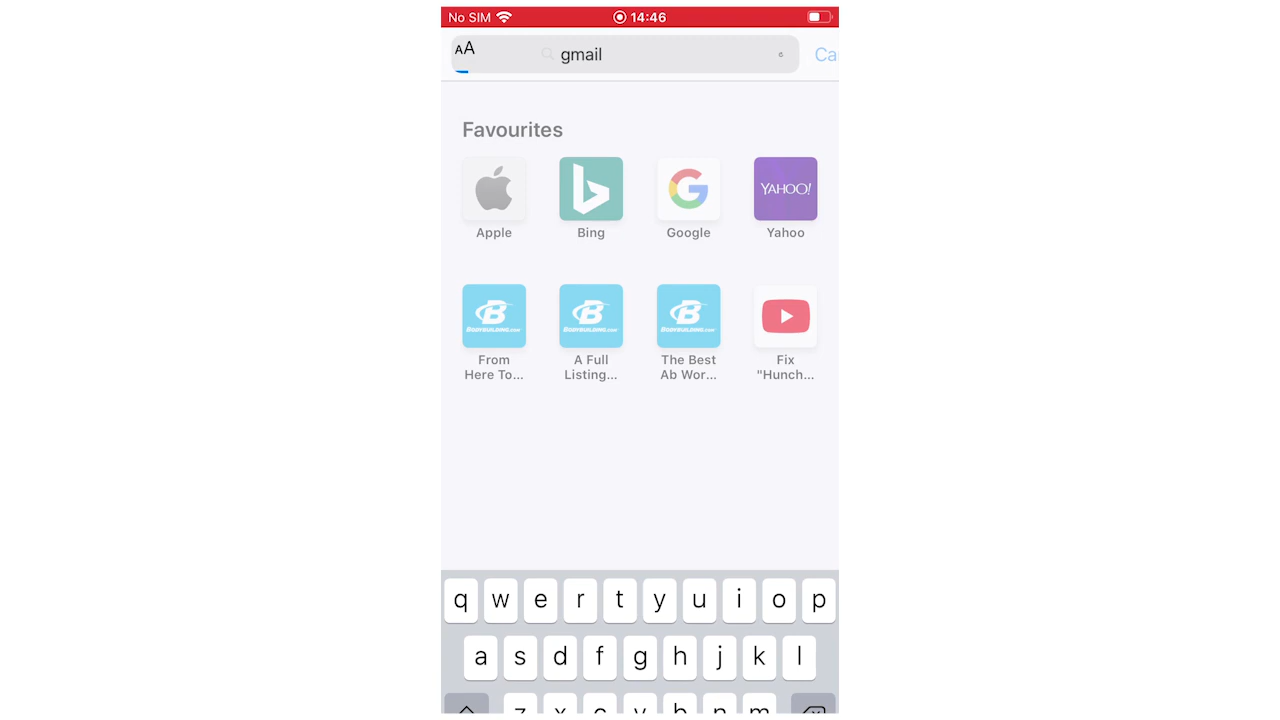 No SIM 14:46
AA gmail Ca
Favourites
YAHOO!
Apple Bing Google Yahoo
BODYBUILDING.com BODYBUILDING.com BODYBUILDING.com
From A Full The Best Fix
Here To... Listing... Ab Wor... "Hunch...
q w e r t y u i o p
a s d f g h j k l
z x c v b n m